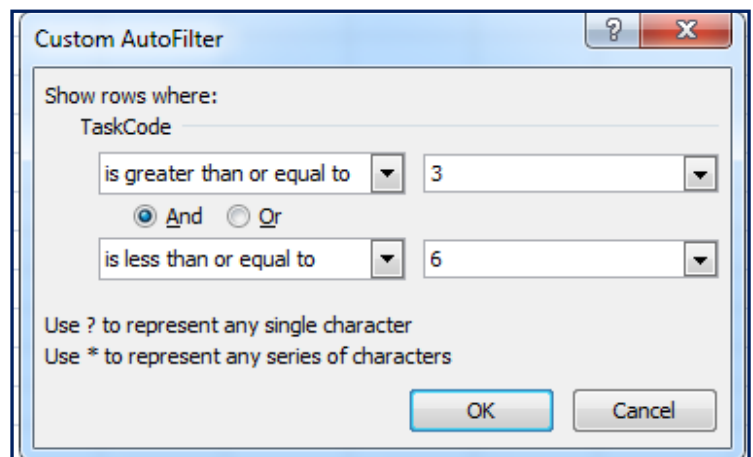 Custom AutoFilter
?
X
Show rows where:
TaskCode
is greater than or equal to 3
And Or
is less than or equal to 6
Use ? to represent any single character
Use * to represent any series of characters
OK Cancel